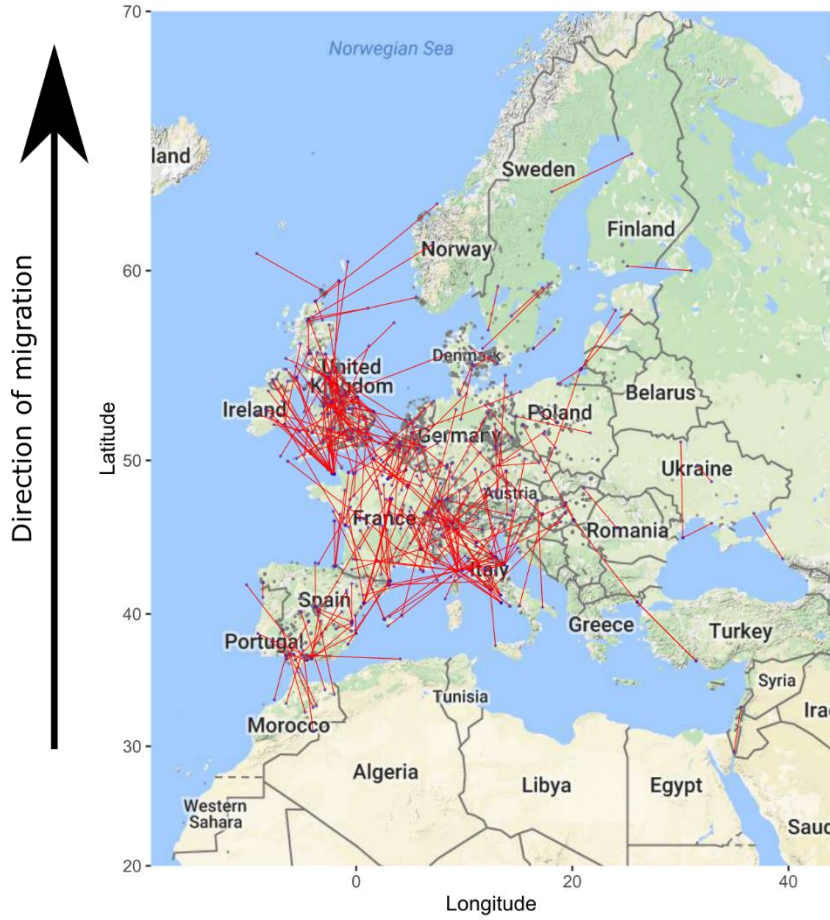 Direction of migration
Latitude
70
60
50
40
30
20
Norwegian Sea
land
Sweden
Finland
Norway
Denmark
United
Kingdom
Ireland
Belarus
Poland
Germany
Ukraine
Austria
France
Romania
Italy
Spain
Portugal
Greece
Turkey
Syria
Tunisia
Iraq
Morocco
Algeria
Libya
Egypt
Western
Sahara
Saud
0
20
40
Longitude